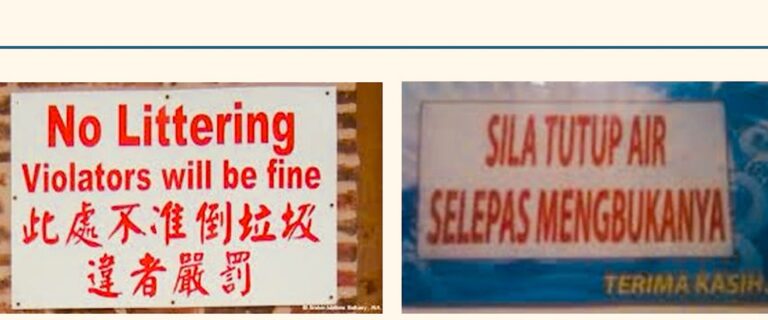 No Littering
Violators will be fine
此處不准倒垃圾
違者嚴罰
SILA TUTUP AIR
SELEPAS MENGBUKANYA
TERIMA KASIH.